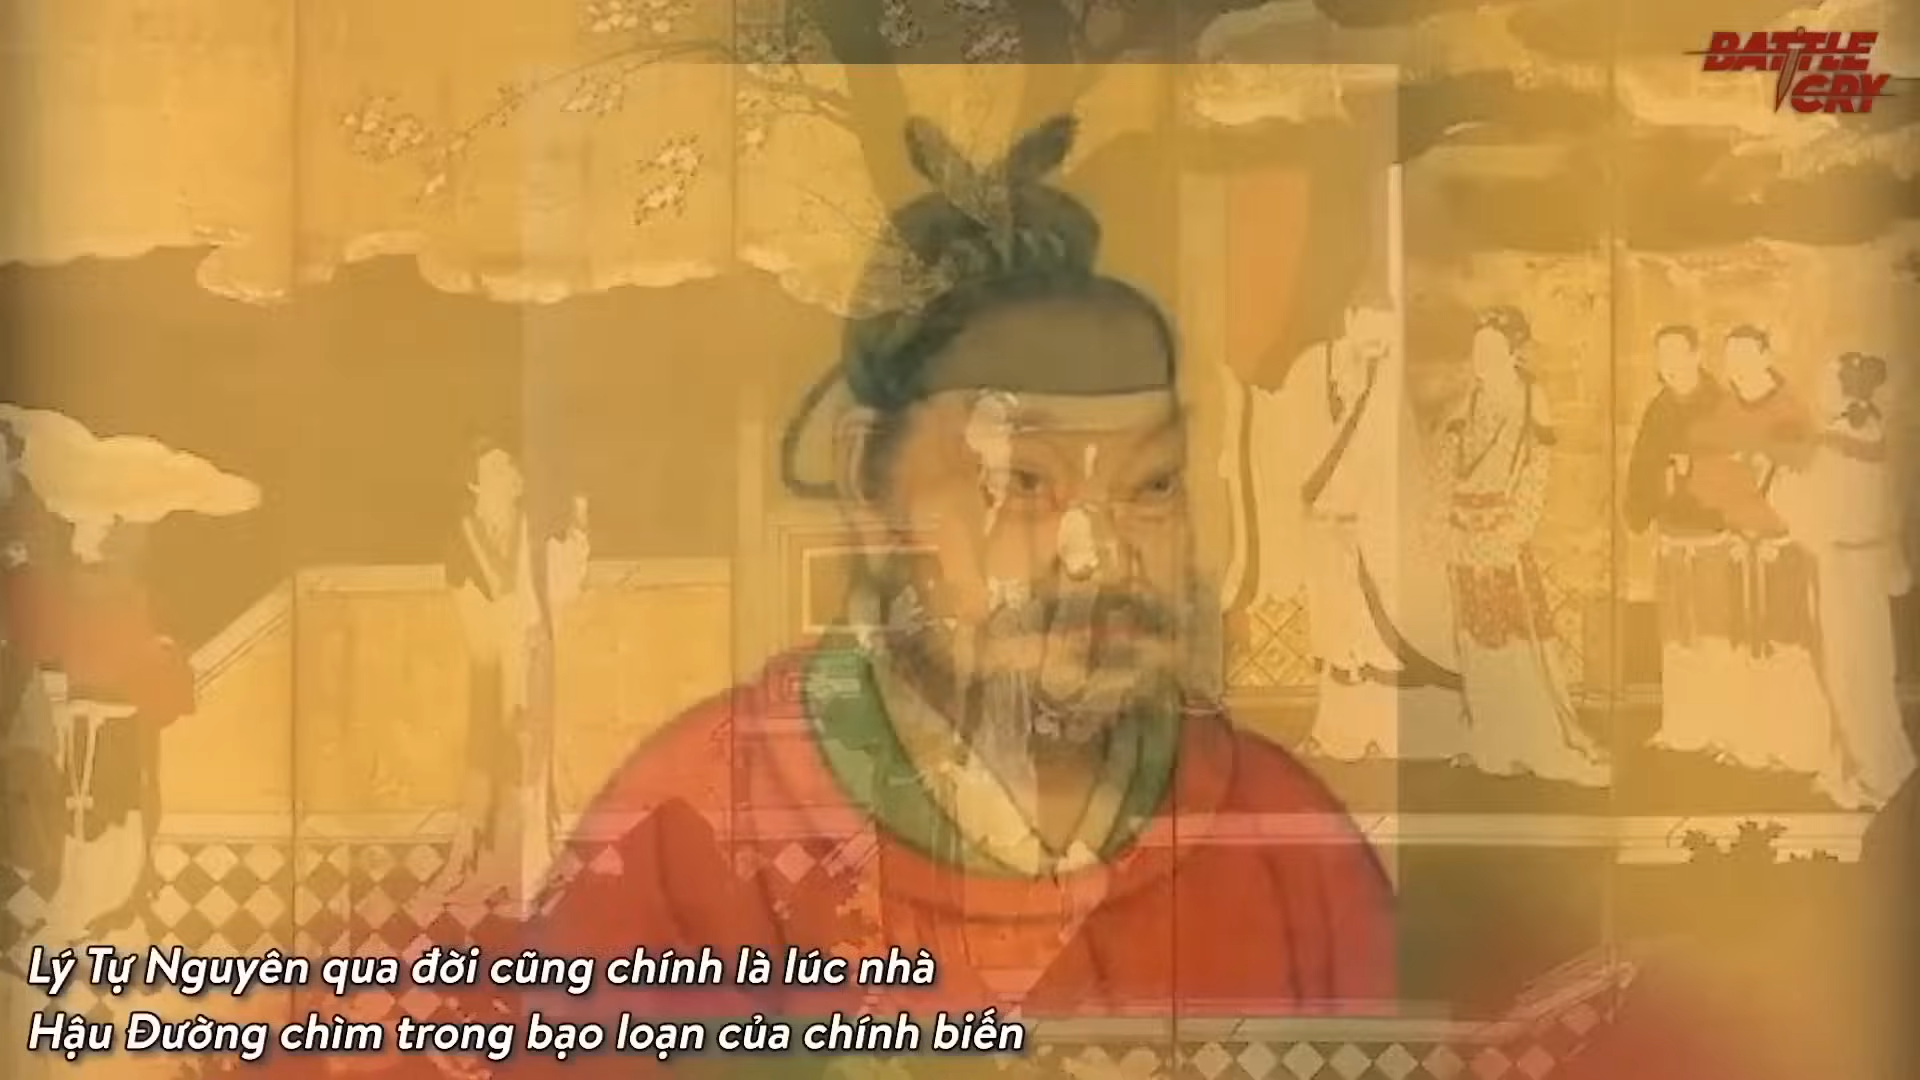 BATTLE
CRY
Lý Tự Nguyên qua đời cũng chính là lúc nhà
Hậu Đường chìm trong bạo loạn của chính biến